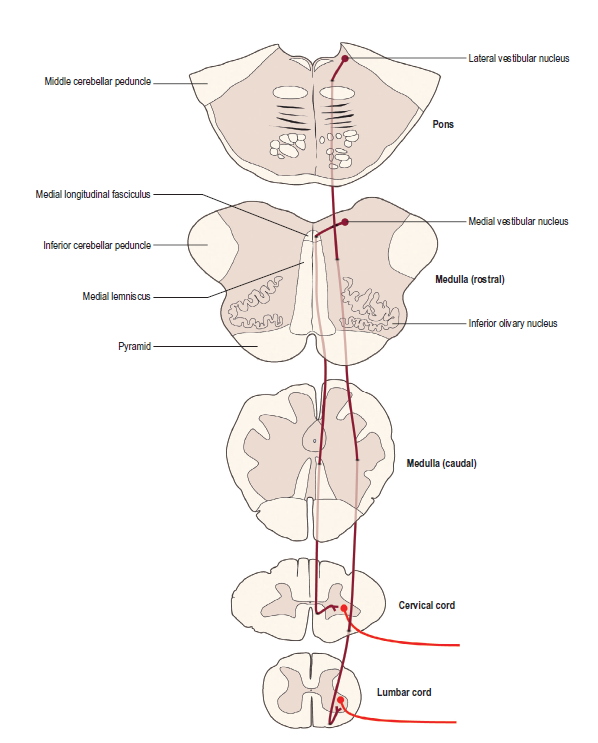 Lateral vestibular nucleus
Middle cerebellar peduncle
Pons
Medial longitudinal fasciculus
Medial vestibular nucleus
Inferior cerebellar peduncle
Medulla (rostral)
Medial lemniscus
Inferior olivary nucleus
Pyramid
Medulla (caudal)
Cervical cord
Lumbar cord